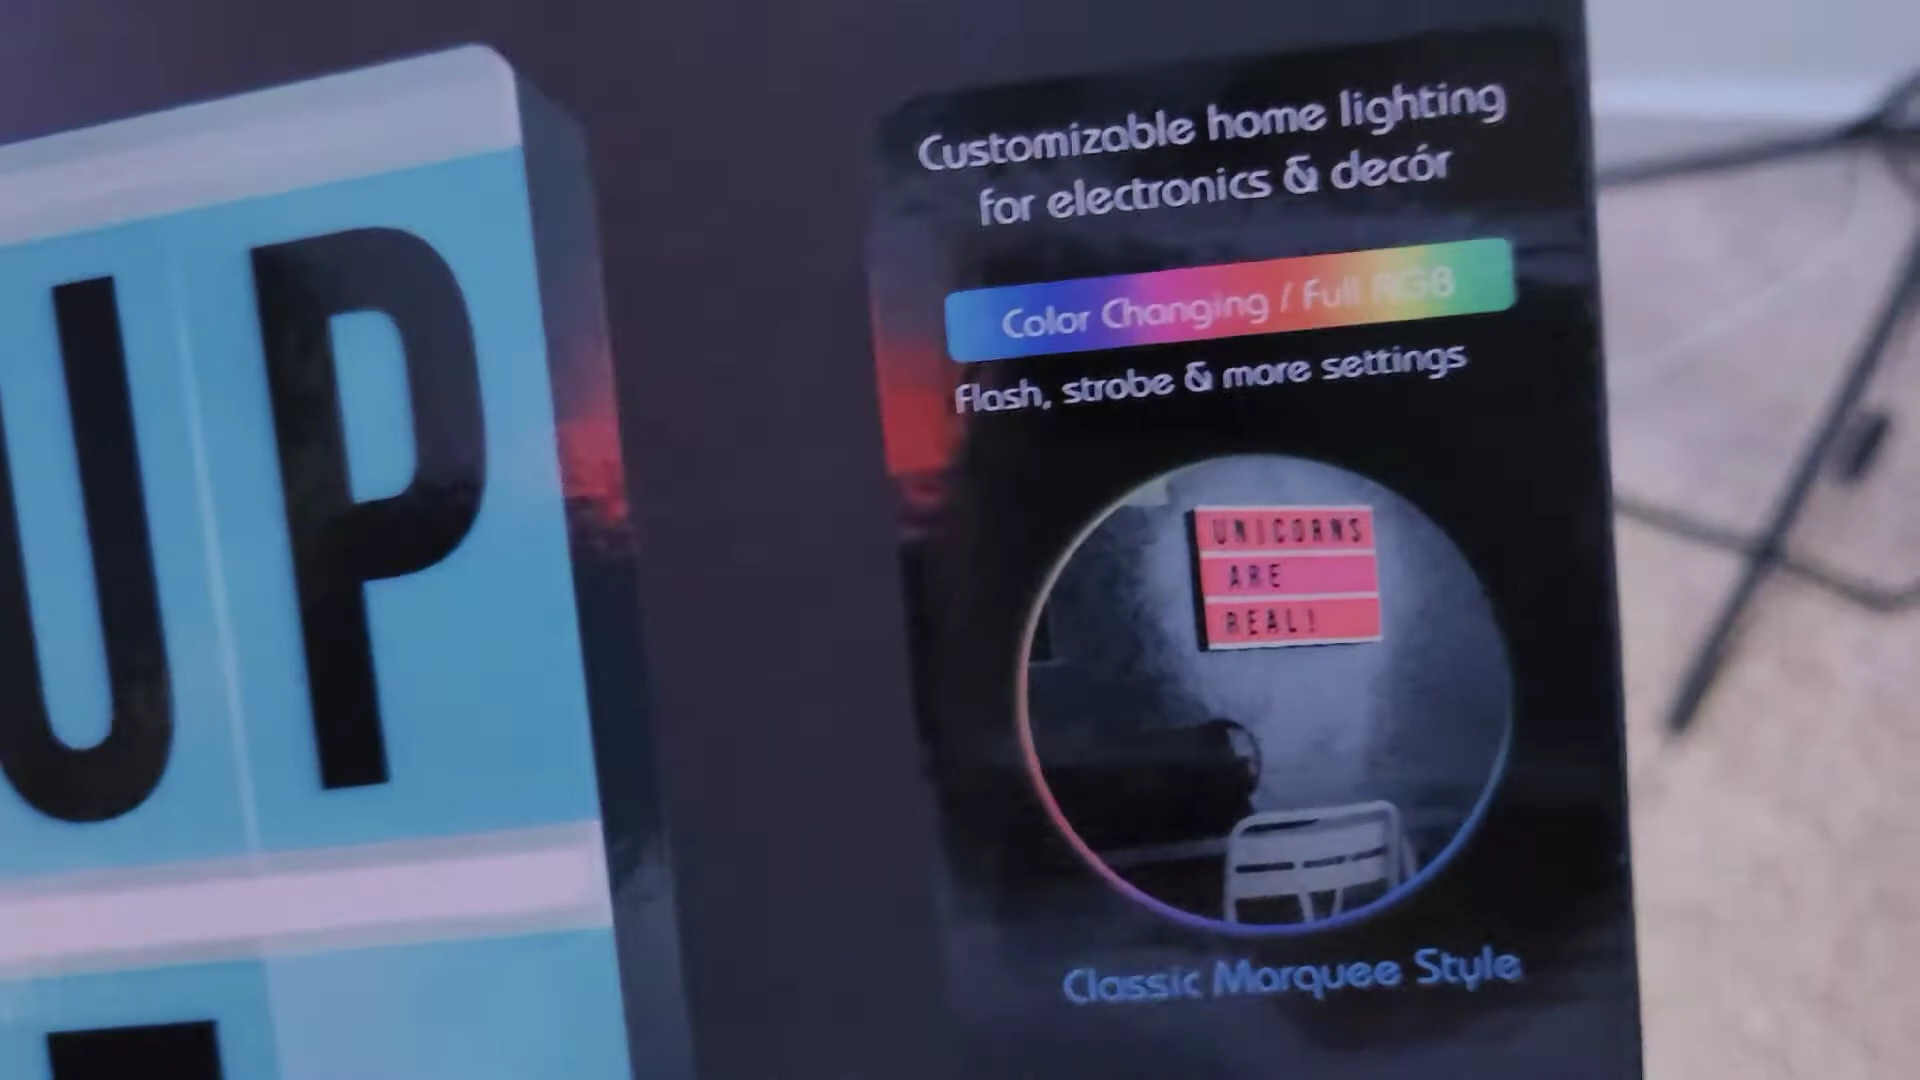 UP
Customizable home lighting
for electronics & decór
Color Changing / Full RGB
Flash, strobe & more settings
UNICORNS
ARE
REAL!
Classic Marquee Style